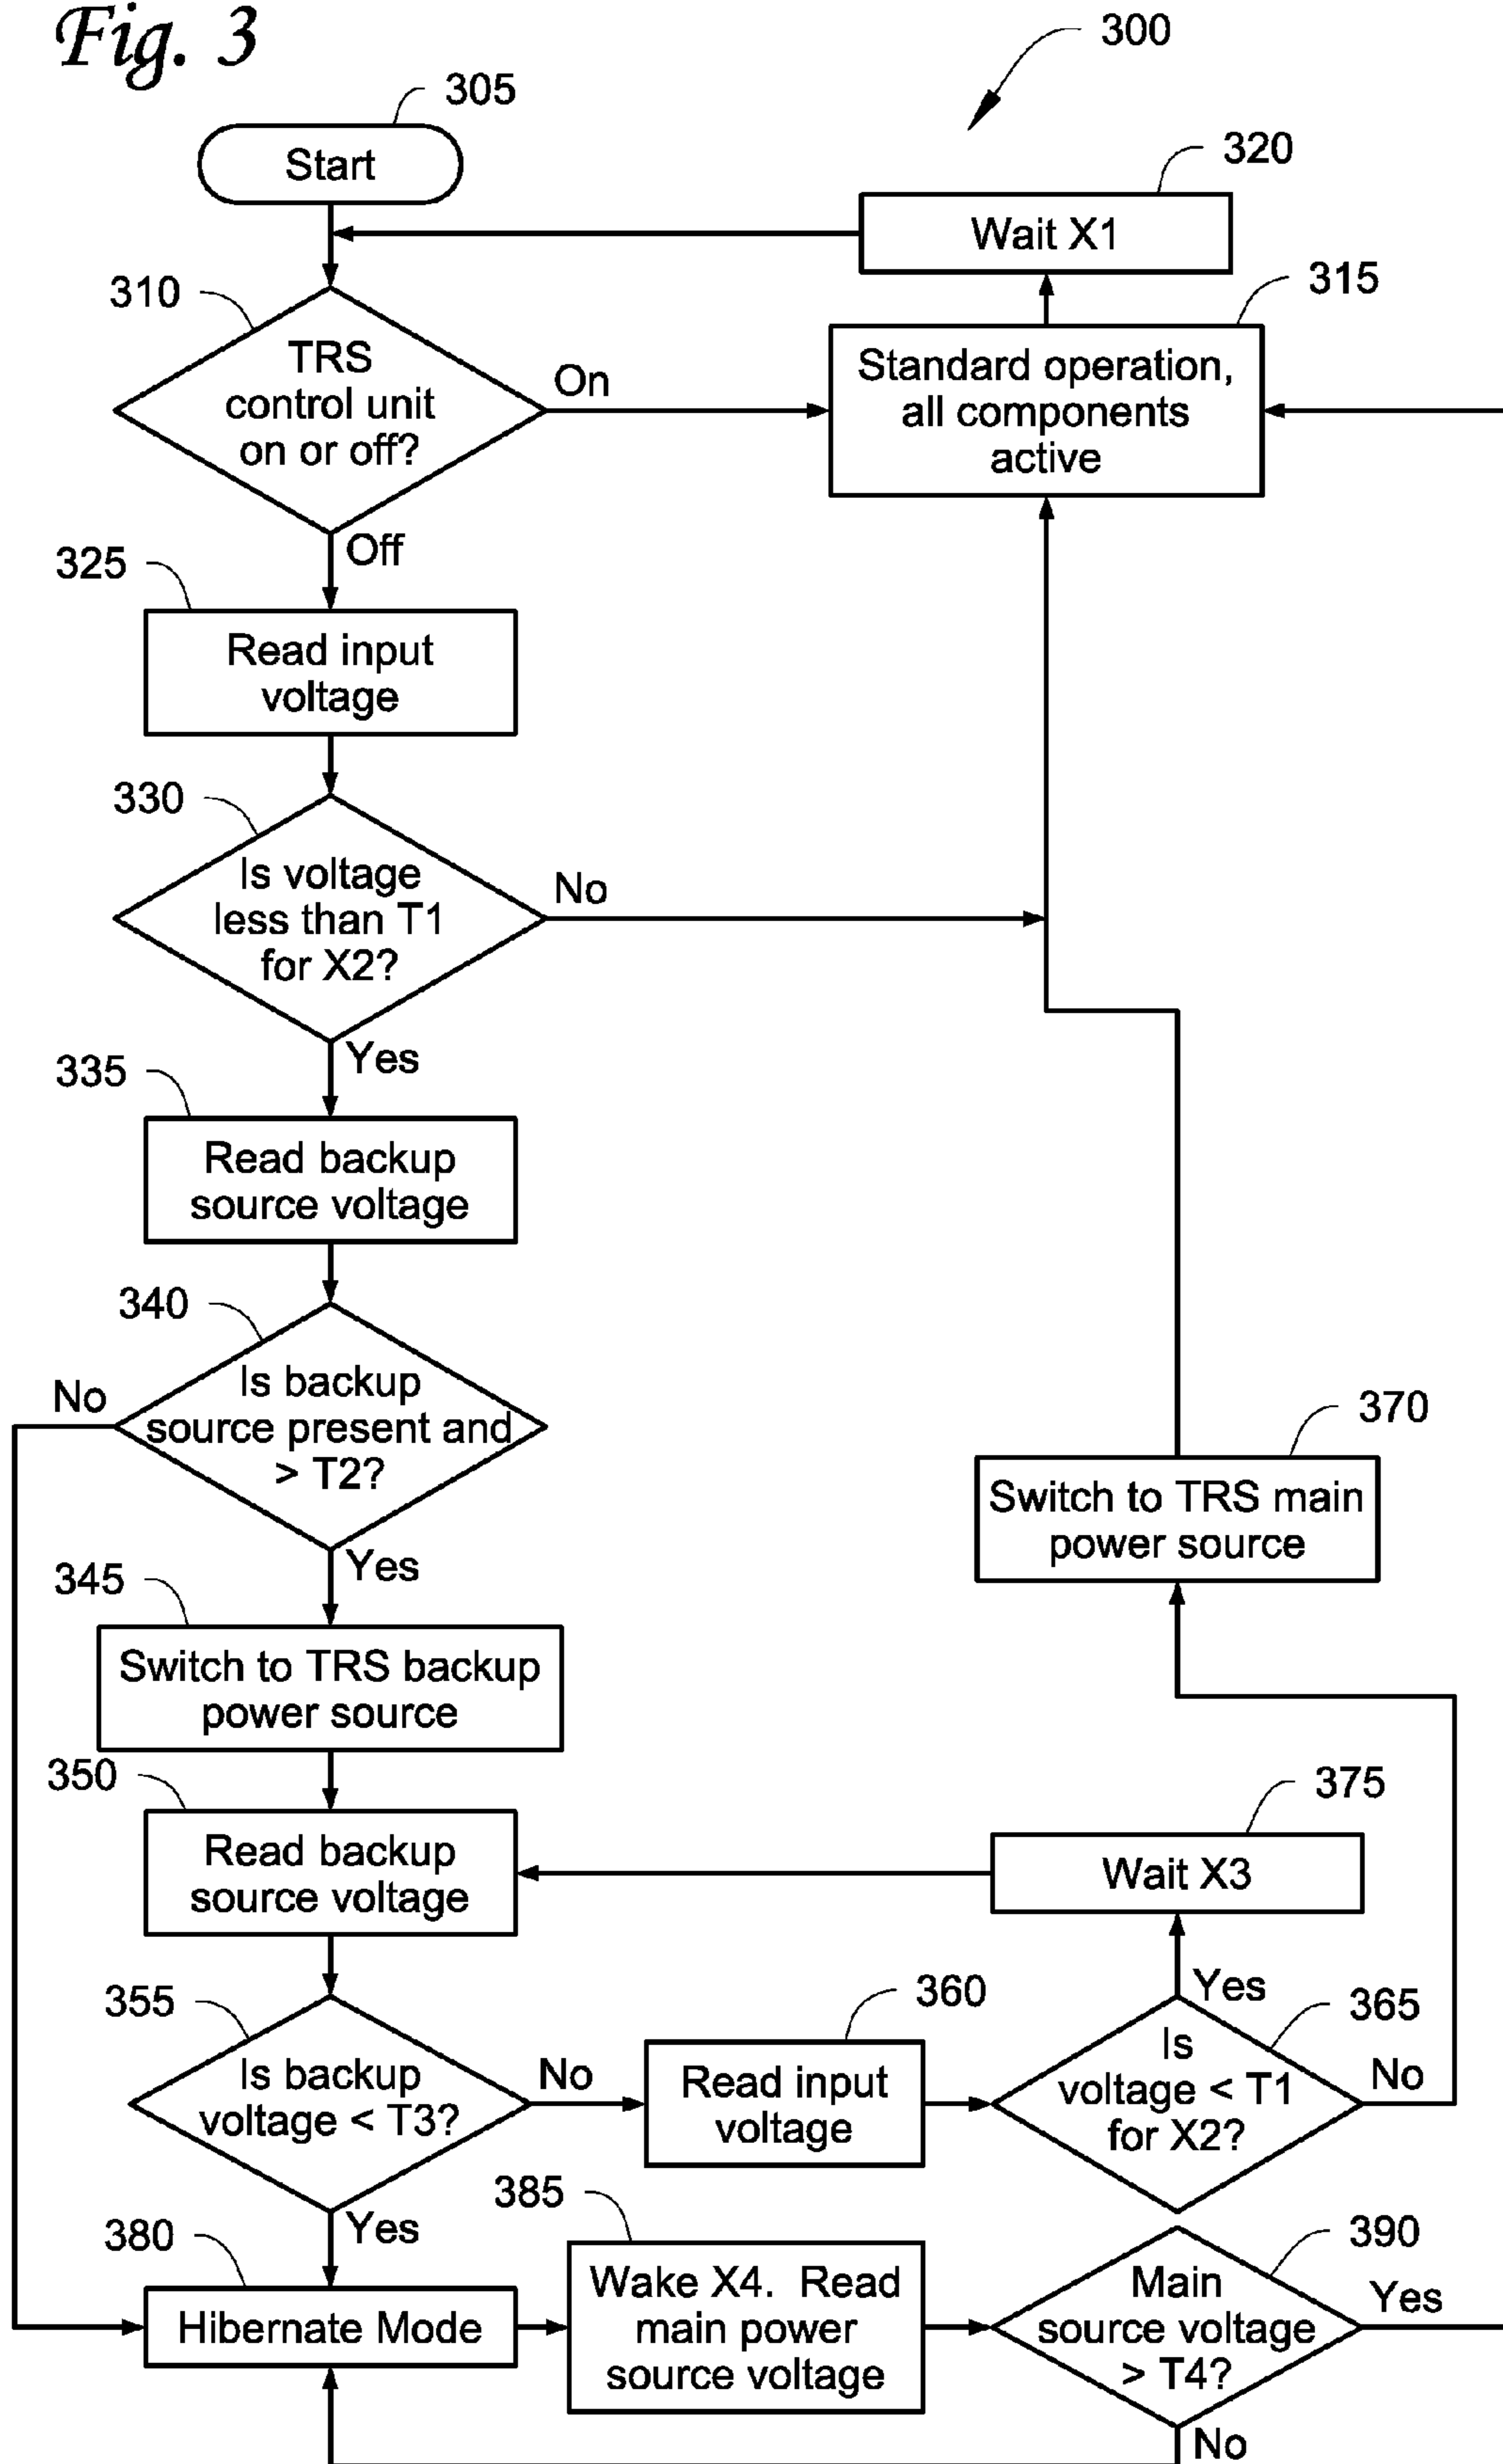 Fig. 3
300
305
Start
320
Wait X1
310
TRS
control unit
on or off?
On
315
Standard operation,
all components
active
Off
325
Read input
voltage
330
Is voltage
less than T1
for X2?
No
Yes
335
Read backup
source voltage
340
Is backup
source present and
> T2?
No
Yes
370
Switch to TRS main
power source
345
Switch to TRS backup
power source
350
Read backup
source voltage
375
Wait X3
355
Is backup
voltage < T3?
No
360
Read input
voltage
Yes
365
Is
voltage < T1
for X2?
No
Yes
380
Hibernate Mode
385
Wake X4. Read
main power
source voltage
390
Main
source voltage
> T4?
Yes
No